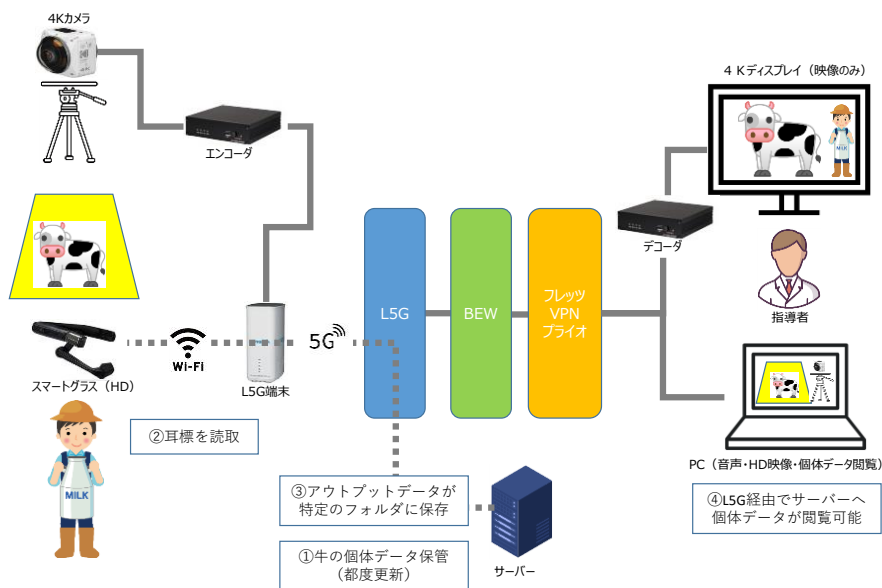 4Kカメラ
エンコーダ
4 Kディスプレイ（映像のみ）
MILK
デコーダ
指導者
L5G
BEW
フレッツ
VPN
プライオ
Wi-Fi
5G
スマートグラス（HD）
L5G端末
②耳標を読取
MILK
PC（音声・HD映像・個体データ閲覧）
③アウトプットデータが
特定のフォルダに保存
④L5G経由でサーバーへ
個体データが閲覧可能
①牛の個体データ保管
（都度更新）
サーバー